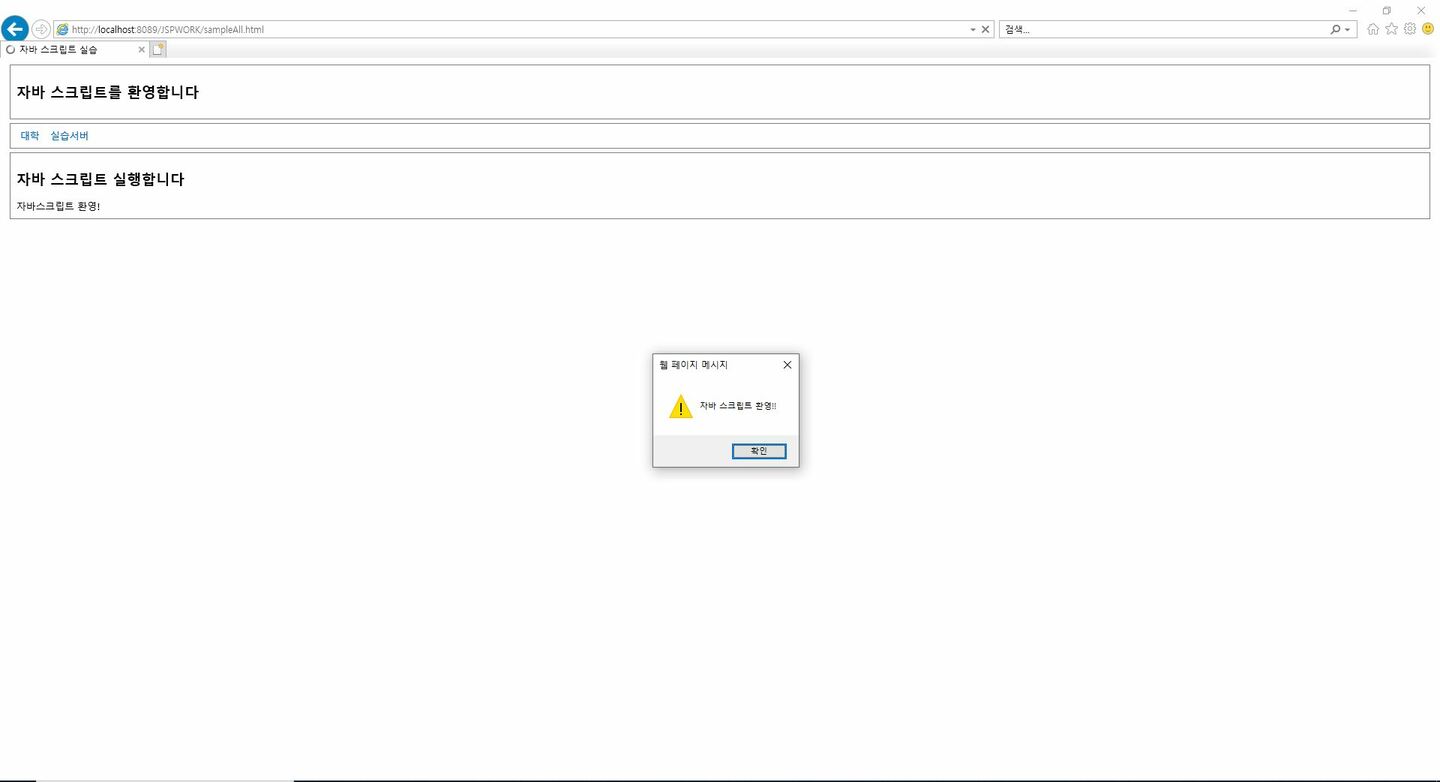 http://localhost:8089/JSPWORK/sampleAll.html
검색...
자바 스크립트 실습
자바 스크립트를 환영합니다
대학 실습서버
자바 스크립트 실행합니다
자바스크립트 환영!
웹 페이지 메시지
자바 스크립트 환영!!
확인